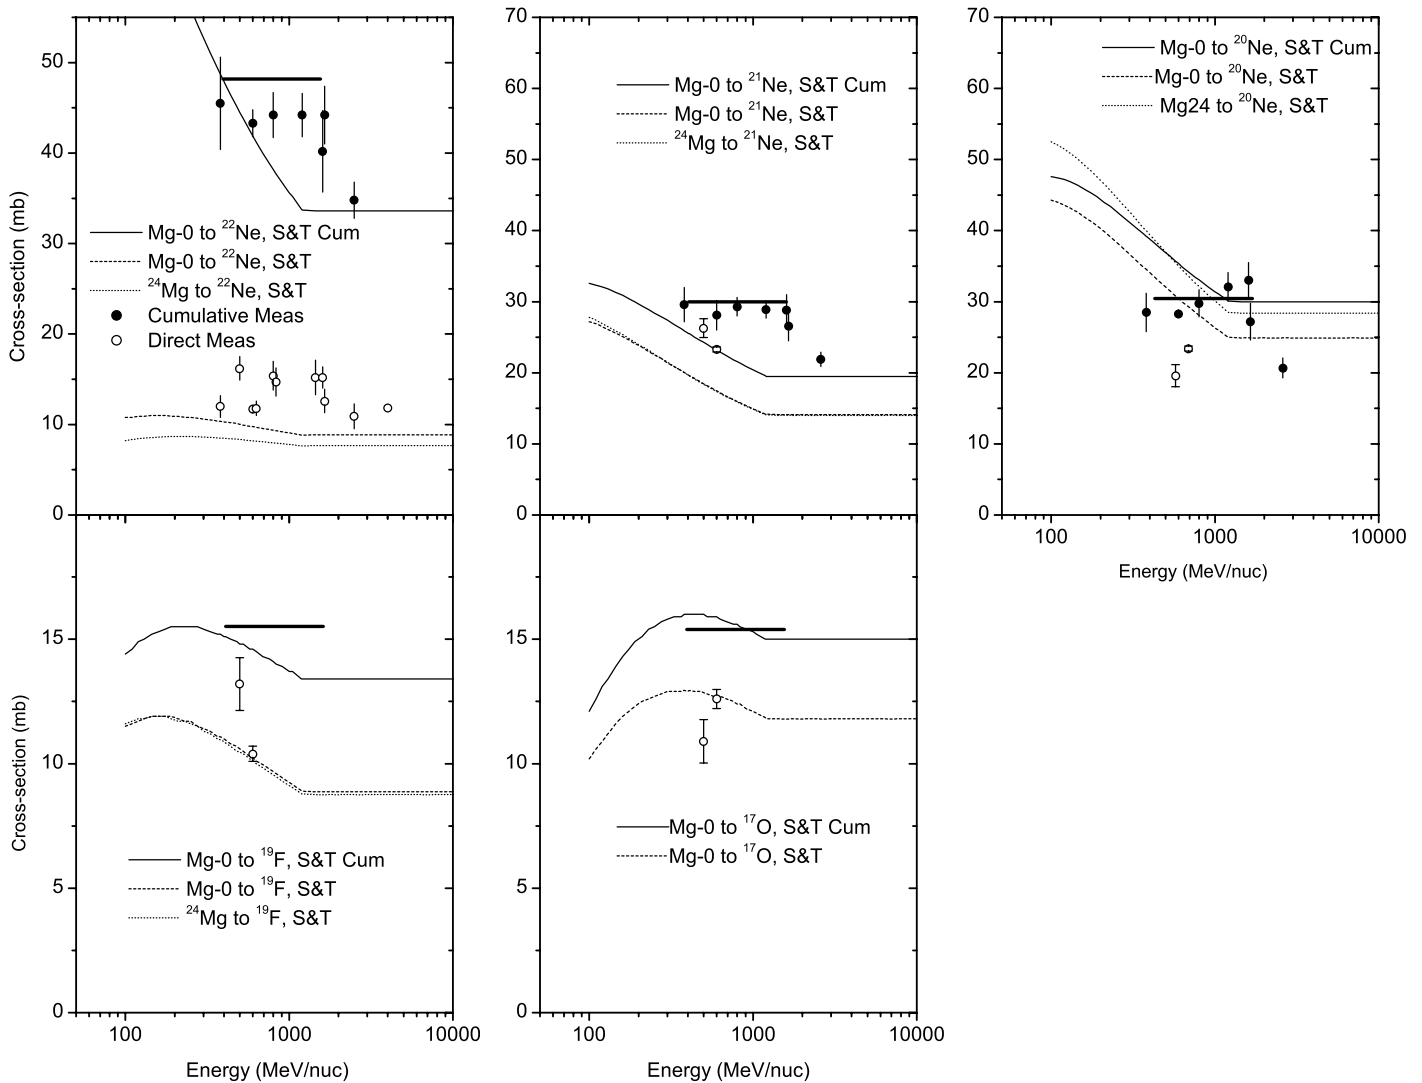 50
40
30
20
10
0
Cross-section (mb)
Mg-0 to ²²Ne, S&T Cum
Mg-0 to ²²Ne, S&T
²⁴Mg to ²²Ne, S&T
Cumulative Meas
Direct Meas
70
60
50
40
30
20
10
0
Mg-0 to ²¹Ne, S&T Cum
Mg-0 to ²¹Ne, S&T
²⁴Mg to ²¹Ne, S&T
70
60
50
40
30
20
10
0
Mg-0 to ²⁰Ne, S&T Cum
Mg-0 to ²⁰Ne, S&T
Mg24 to ²⁰Ne, S&T
100 1000 10000
Energy (MeV/nuc)
15
10
5
0
Cross-section (mb)
Mg-0 to ¹⁹F, S&T Cum
Mg-0 to ¹⁹F, S&T
²⁴Mg to ¹⁹F, S&T
100 1000 10000
Energy (MeV/nuc)
15
10
5
0
Mg-0 to ¹⁷O, S&T Cum
Mg-0 to ¹⁷O, S&T
100 1000 10000
Energy (MeV/nuc)